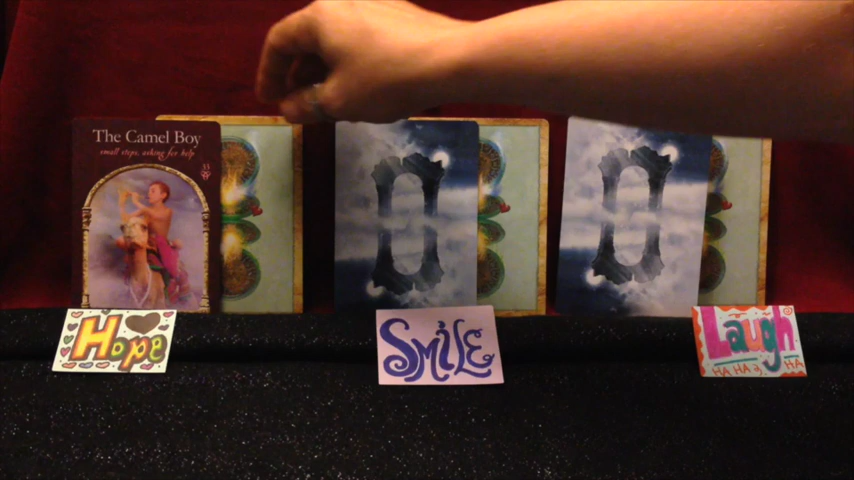 The Camel Boy
small steps, asking for help
Hope
SMiLE
Laugh
HA HA
HA